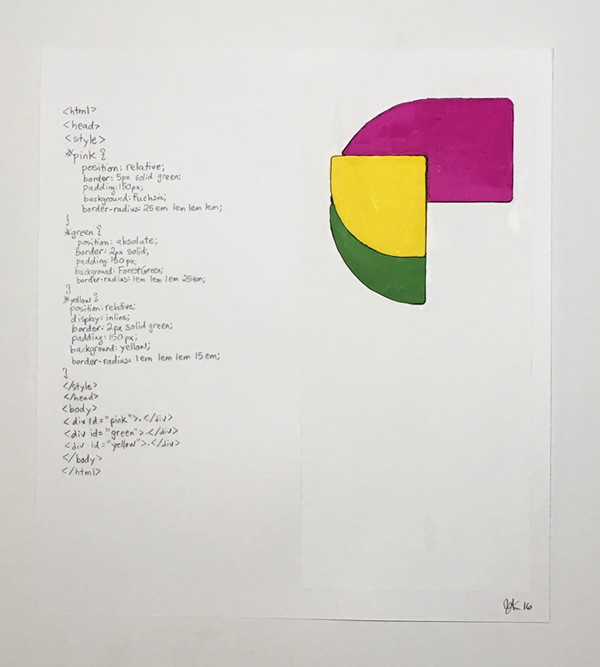 <html>
<head>
<style>
#pink {
position: relative;
border: 5px solid green;
padding: 150px;
background: fuchsia;
border-radius: 25em 1em 1em 1em;
}
#green {
position: absolute;
border: 2px solid;
padding: 150px;
background: ForestGreen;
border-radius: 1em 1em 1em 25em;
}
#yellow {
position: relative;
display: inline;
border: 2px solid green;
padding: 150px;
background: yellow;
border-radius: 1em 1em 1em 15em;
}
</style>
</head>
<body>
<div id="pink">.</div>
<div id="green">.</div>
<div id="yellow">.</div>
</body>
</html>
16